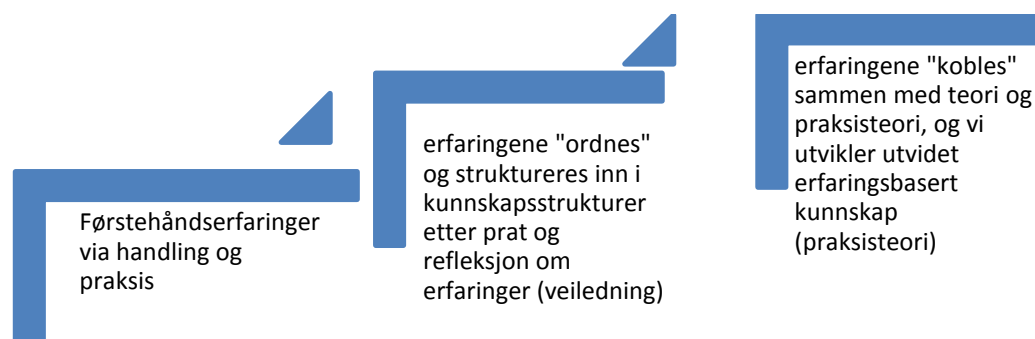 Førstehåndserfaringer
via handling og
praksis
erfaringene "ordnes"
og struktureres inn i
kunnskapsstrukturer
etter prat og
refleksjon om
erfaringer (veiledning)
erfaringene "kobles"
sammen med teori og
praksisteori, og vi
utvikler utvidet
erfaringsbasert
kunnskap
(praksisteori)